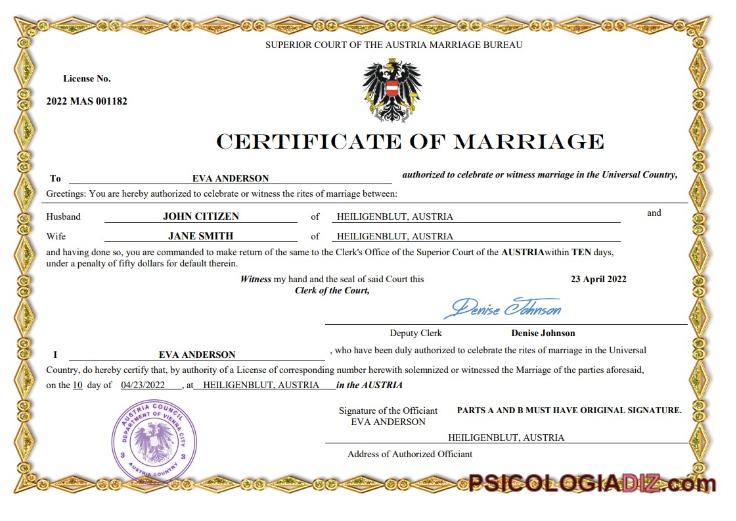 SUPERIOR COURT OF THE AUSTRIA MARRIAGE BUREAU
License No.
2022 MAS 001182
CERTIFICATE OF MARRIAGE
To EVA ANDERSON authorized to celebrate or witness marriage in the Universal Country,
Greetings: You are hereby authorized to celebrate or witness the rites of marriage between:
Husband JOHN CITIZEN of HEILIGENBLUT, AUSTRIA and
Wife JANE SMITH of HEILIGENBLUT, AUSTRIA
and having done so, you are commanded to make return of the same to the Clerk's Office of the Superior Court of the AUSTRIAwithin TEN days,
under a penalty of fifty dollars for default therein.
Witness my hand and the seal of said Court this 23 April 2022
Clerk of the Court,
Denise Johnson
Deputy Clerk Denise Johnson
I EVA ANDERSON , who have been duly authorized to celebrate the rites of marriage in the Universal
Country, do hereby certify that, by authority of a License of corresponding number herewith solemnized or witnessed the Marriage of the parties aforesaid,
on the 10 day of 04/23/2022 , at HEILIGENBLUT, AUSTRIA in the AUSTRIA
Signature of the Officiant PARTS A AND B MUST HAVE ORIGINAL SIGNATURE.
EVA ANDERSON
HEILIGENBLUT, AUSTRIA
Address of Authorized Officiant
AUSTRIA COUNCIL
DEPARTMENT OF VIENNA CITY
3 3
AUSTRIA COUNTRY
PSICOLOGIADIZ.com